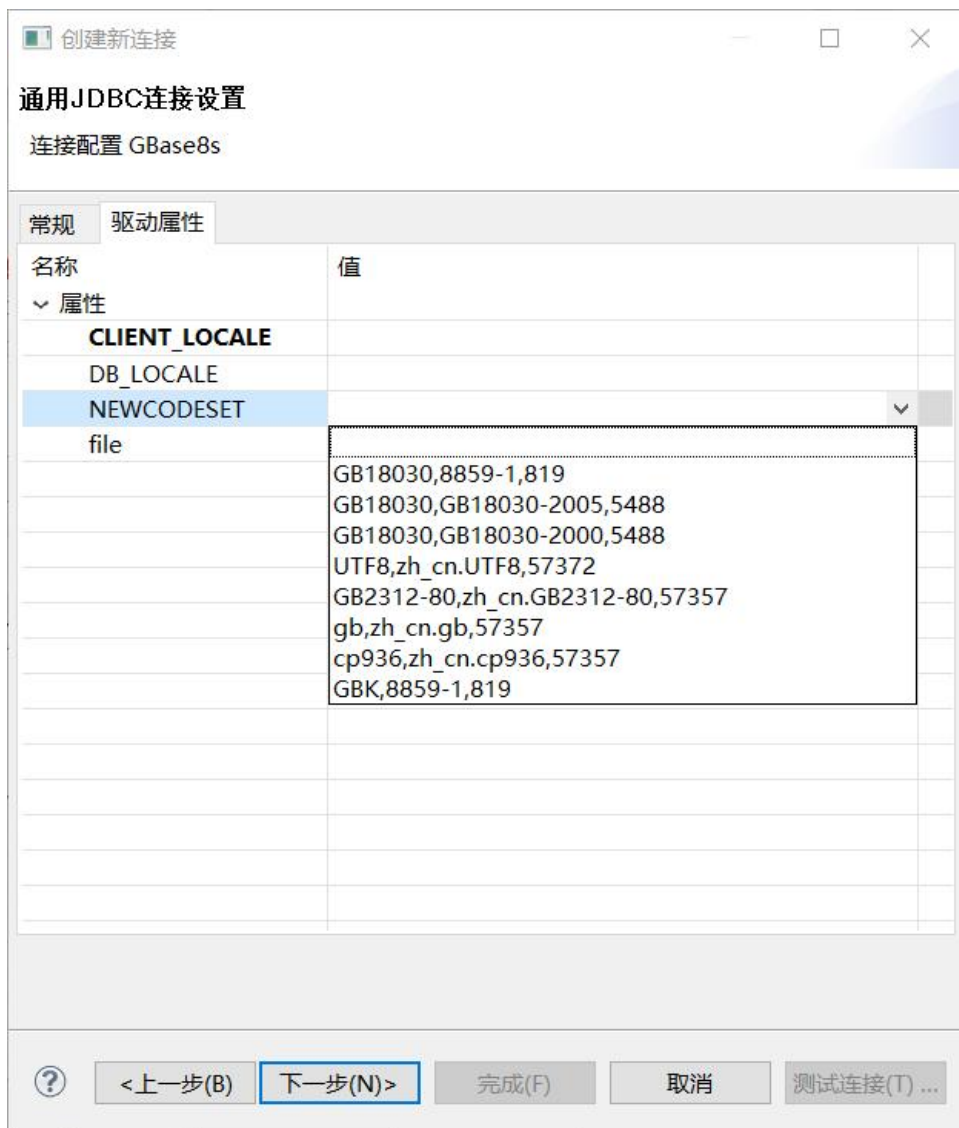 创建新连接
通用JDBC连接设置
连接配置 GBase8s
常规 驱动属性
名称 值
属性
CLIENT_LOCALE
DB_LOCALE
NEWCODESET
file
GB18030,8859-1,819
GB18030,GB18030-2005,5488
GB18030,GB18030-2000,5488
UTF8,zh_cn.UTF8,57372
GB2312-80,zh_cn.GB2312-80,57357
gb,zh_cn.gb,57357
cp936,zh_cn.cp936,57357
GBK,8859-1,819
? <上一步(B) 下一步(N)> 完成(F) 取消 测试连接(T) ...